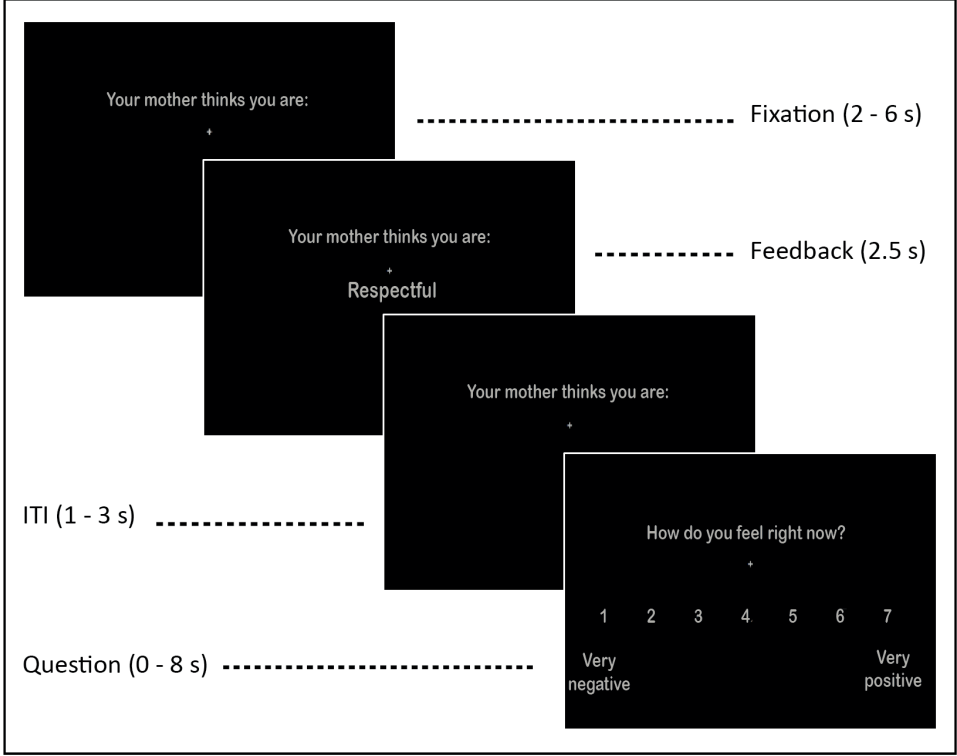 Your mother thinks you are:
+
Fixation (2 - 6 s)
Your mother thinks you are:
+
Respectful
Feedback (2.5 s)
Your mother thinks you are:
+
ITI (1 - 3 s)
How do you feel right now?
+
1 2 3 4 5 6 7
Very
negative
Very
positive
Question (0 - 8 s)